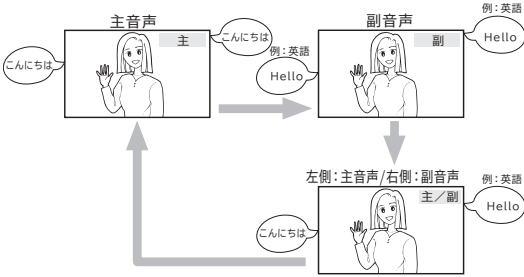 主音声
主
こんにちは
こんにちは
副音声
副
例：英語
Hello
例：英語
Hello
左側：主音声/右側：副音声
主／副
こんにちは
例：英語
Hello